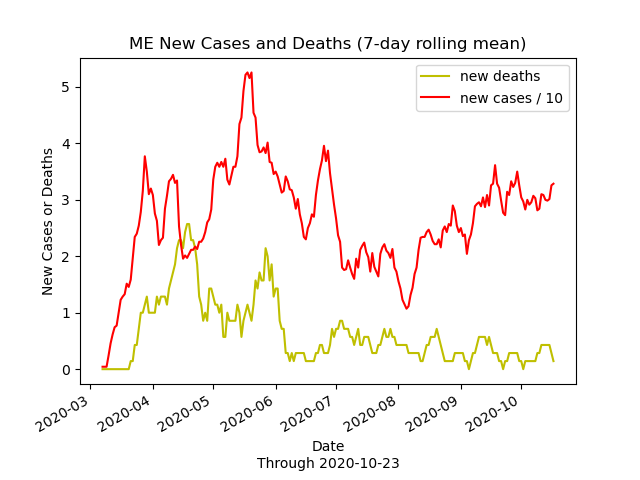 ME New Cases and Deaths (7-day rolling mean)
new deaths
new cases / 10
New Cases or Deaths
5
4
3
2
1
0
2020-03
2020-04
2020-05
2020-06
2020-07
2020-08
2020-09
2020-10
Date
Through 2020-10-23